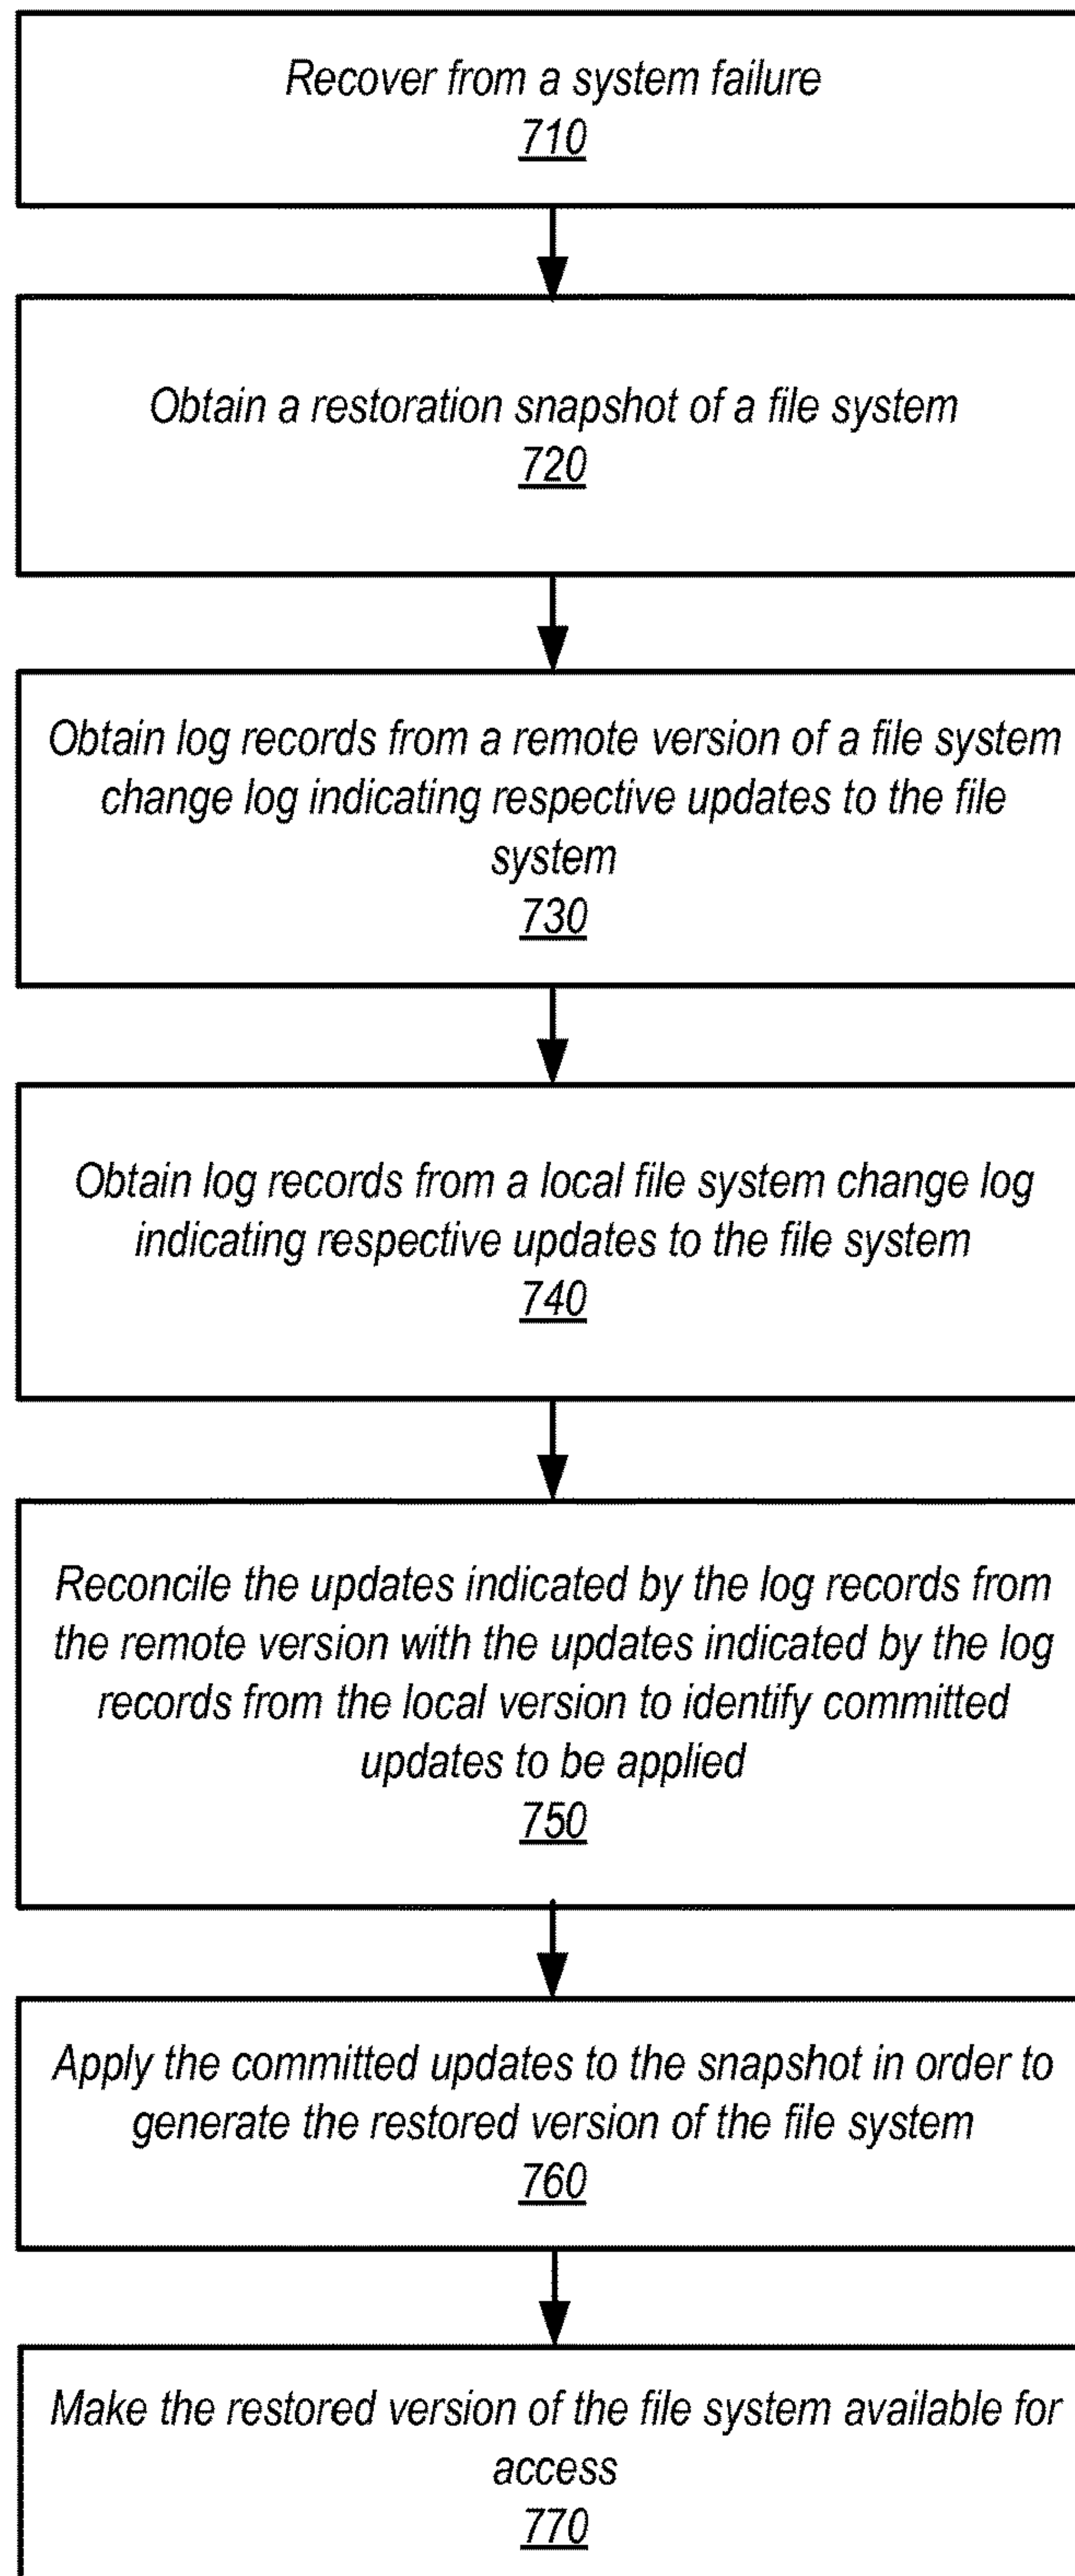 Recover from a system failure
710
Obtain a restoration snapshot of a file system
720
Obtain log records from a remote version of a file system
change log indicating respective updates to the file
system
730
Obtain log records from a local file system change log
indicating respective updates to the file system
740
Reconcile the updates indicated by the log records from
the remote version with the updates indicated by the log
records from the local version to identify committed
updates to be applied
750
Apply the committed updates to the snapshot in order to
generate the restored version of the file system
760
Make the restored version of the file system available for
access
770